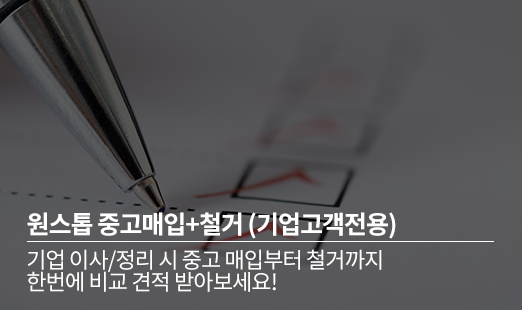 원스톱 중고매입+철거 (기업고객전용)
기업 이사/정리 시 중고 매입부터 철거까지
한번에 비교 견적 받아보세요!